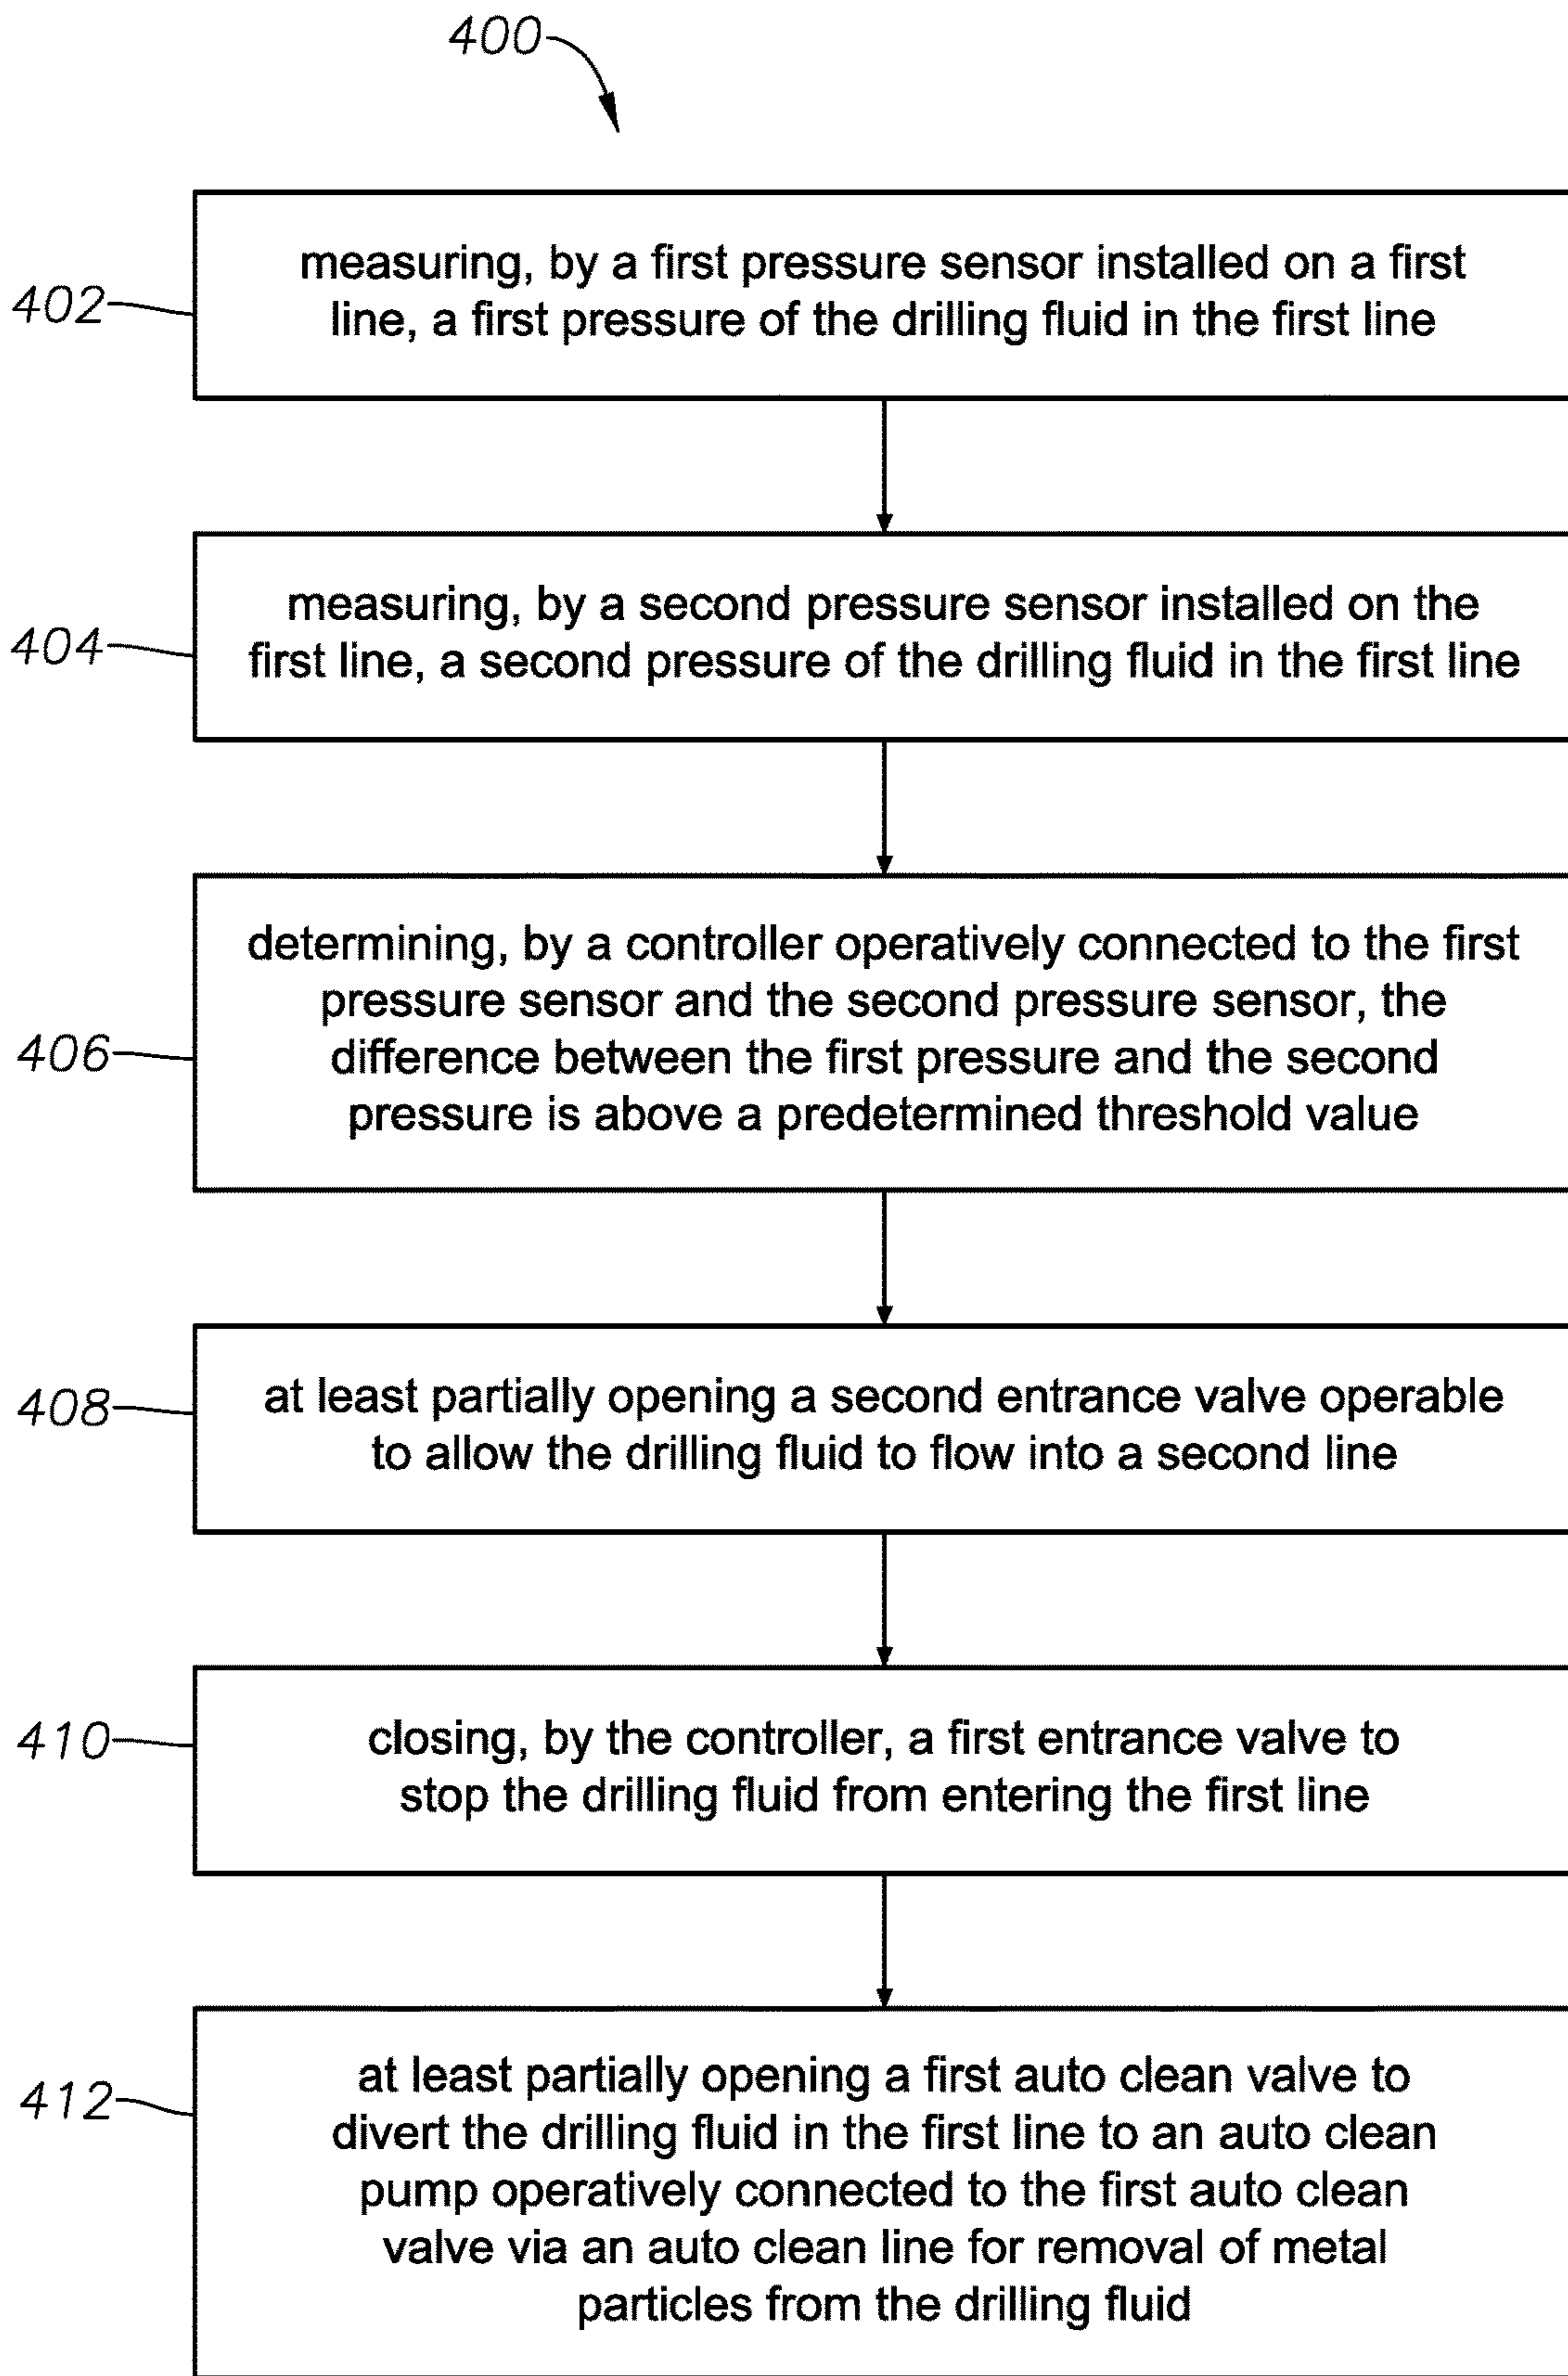 400
402
measuring, by a first pressure sensor installed on a first
line, a first pressure of the drilling fluid in the first line
404
measuring, by a second pressure sensor installed on the
first line, a second pressure of the drilling fluid in the first line
406
determining, by a controller operatively connected to the first
pressure sensor and the second pressure sensor, the
difference between the first pressure and the second
pressure is above a predetermined threshold value
408
at least partially opening a second entrance valve operable
to allow the drilling fluid to flow into a second line
410
closing, by the controller, a first entrance valve to
stop the drilling fluid from entering the first line
412
at least partially opening a first auto clean valve to
divert the drilling fluid in the first line to an auto clean
pump operatively connected to the first auto clean
valve via an auto clean line for removal of metal
particles from the drilling fluid